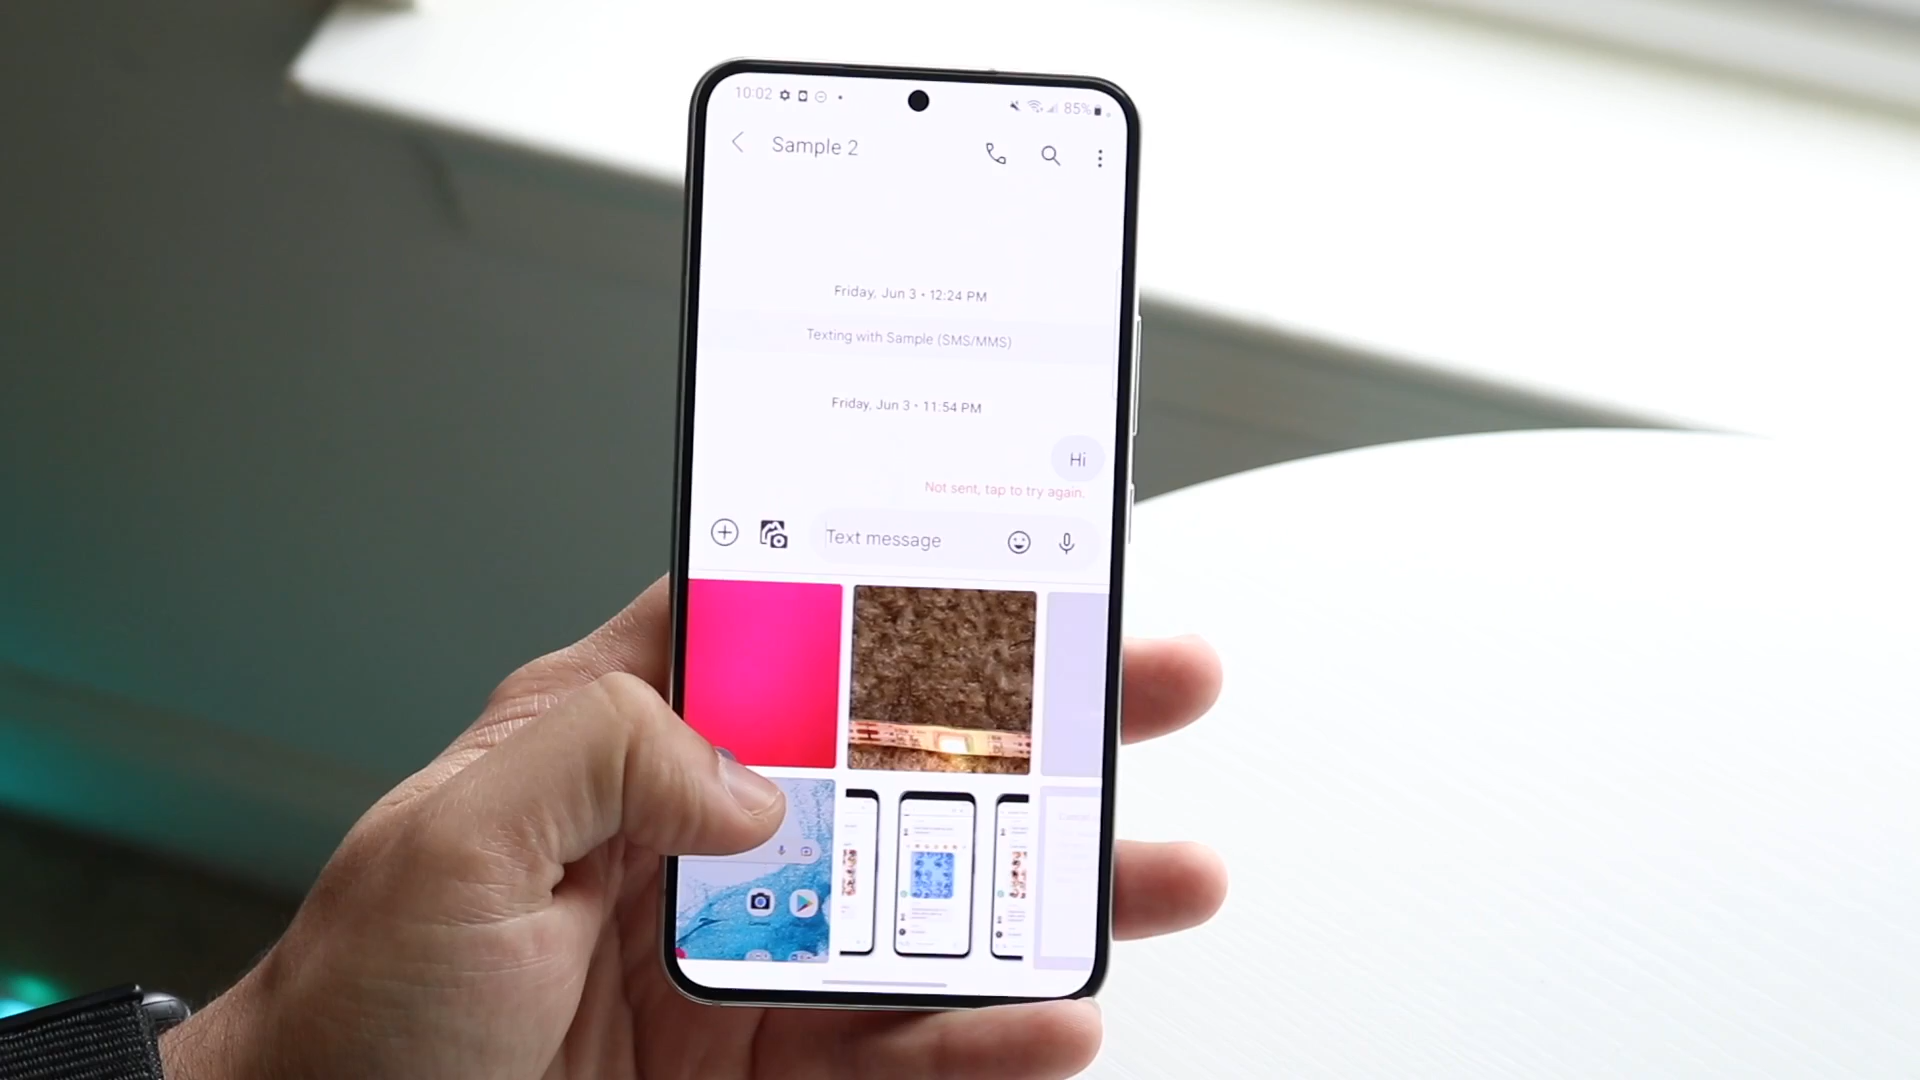 10:02 85%
Sample 2
Friday, Jun 3 • 12:24 PM
Texting with Sample (SMS/MMS)
Friday, Jun 3 • 11:54 PM
Hi
Not sent, tap to try again.
Text message